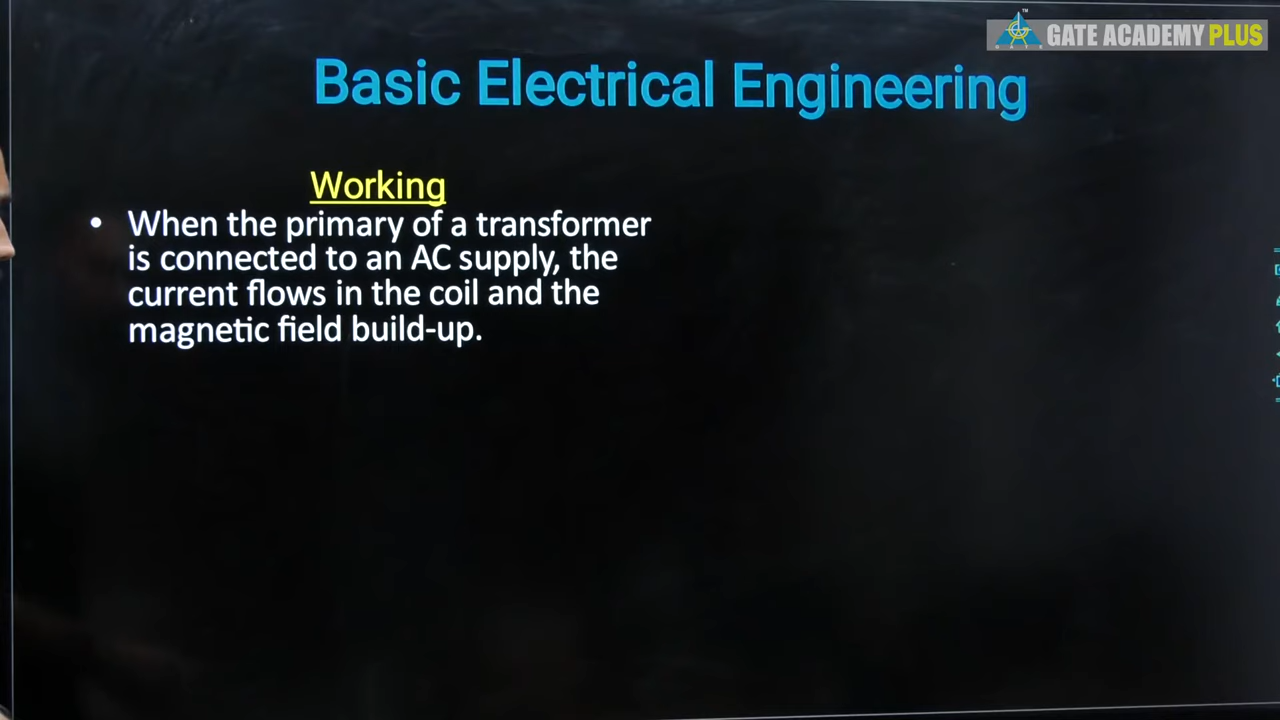 GATE ACADEMY PLUS
Basic Electrical Engineering
Working
• When the primary of a transformer
is connected to an AC supply, the
current flows in the coil and the
magnetic field build-up.